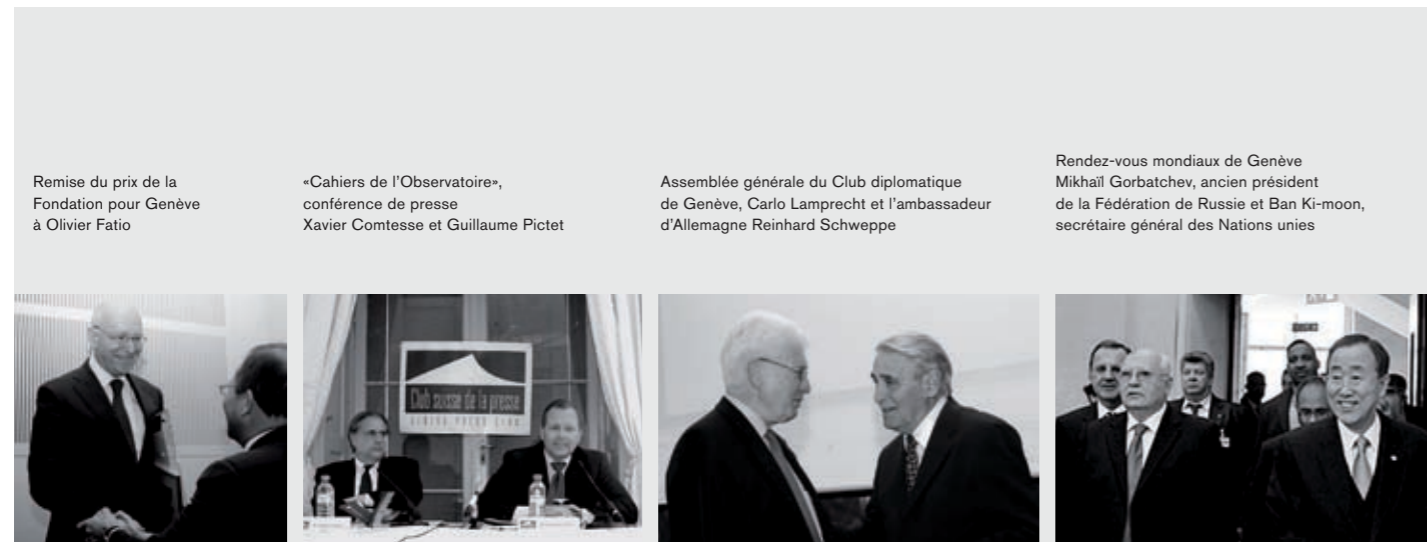 Remise du prix de la
Fondation pour Genève
à Olivier Fatio
«Cahiers de l'Observatoire»,
conférence de presse
Xavier Comtesse et Guillaume Pictet
Assemblée générale du Club diplomatique
de Genève, Carlo Lamprecht et l'ambassadeur
d'Allemagne Reinhard Schweppe
Rendez-vous mondiaux de Genève
Mikhaïl Gorbatchev, ancien président
de la Fédération de Russie et Ban Ki-moon,
secrétaire général des Nations unies
Club suisse de la presse
GENEVA PRESS CLUB